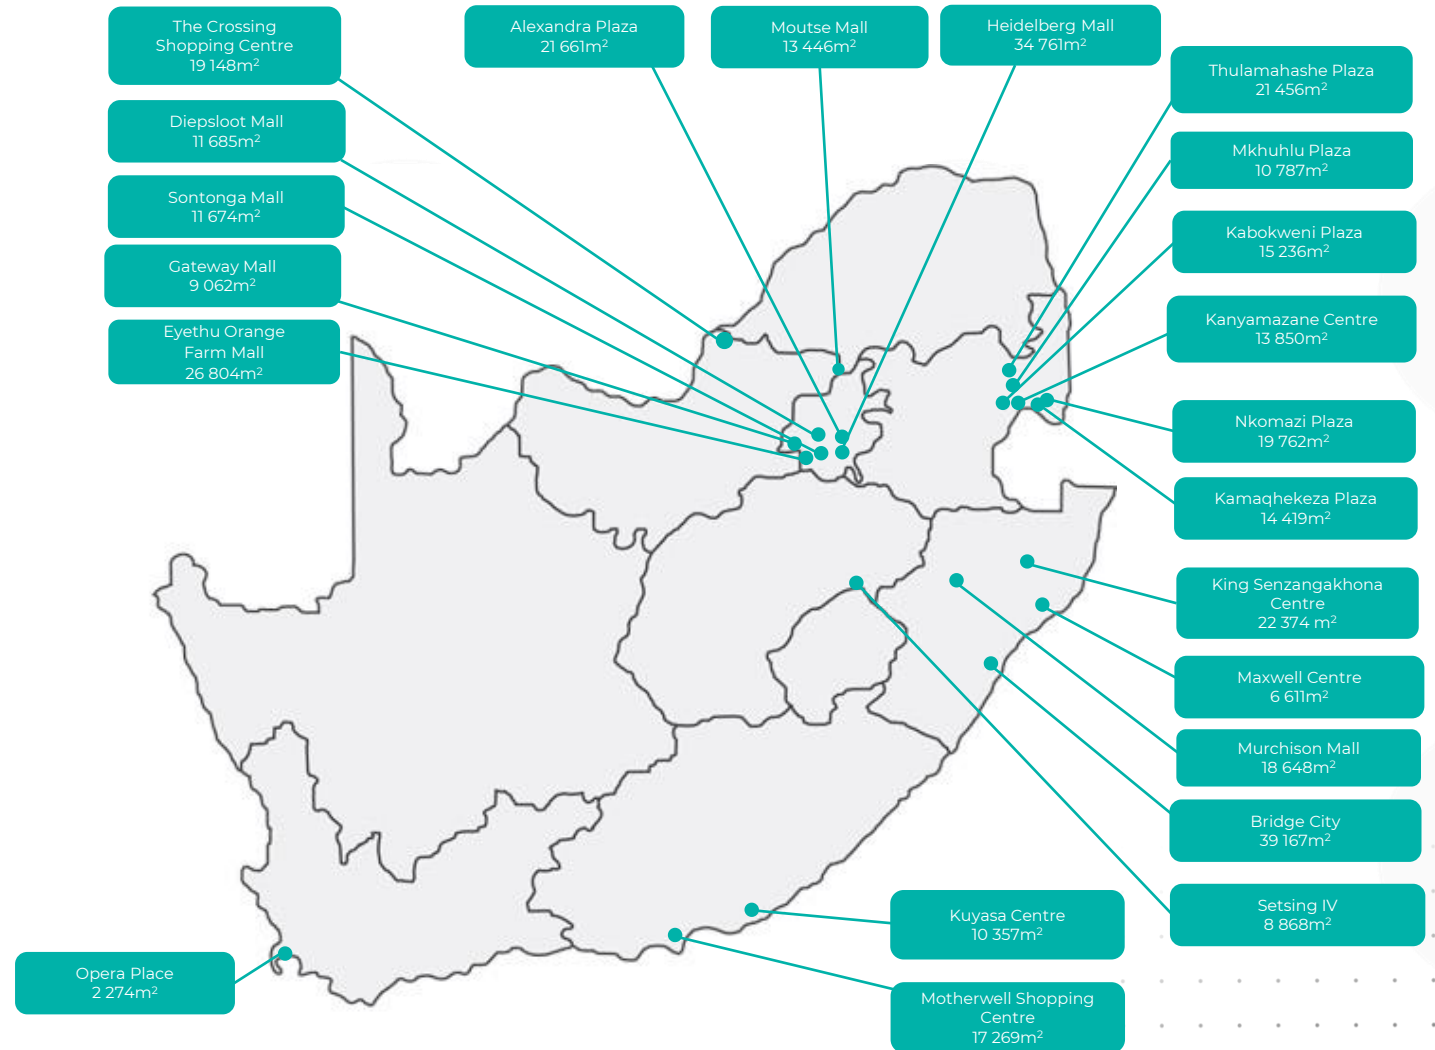 The Crossing
Shopping Centre
19 148m²
Diepsloot Mall
11 685m²
Sontonga Mall
11 674m²
Gateway Mall
9 062m²
Eyethu Orange
Farm Mall
26 804m²
Alexandra Plaza
21 661m²
Moutse Mall
13 446m²
Heidelberg Mall
34 761m²
Thulamahashe Plaza
21 456m²
Mkhuhlu Plaza
10 787m²
Kabokweni Plaza
15 236m²
Kanyamazane Centre
13 850m²
Nkomazi Plaza
19 762m²
Kamaqhekeza Plaza
14 419m²
King Senzangakhona
Centre
22 374 m²
Maxwell Centre
6 611m²
Murchison Mall
18 648m²
Bridge City
39 167m²
Setsing IV
8 868m²
Kuyasa Centre
10 357m²
Motherwell Shopping
Centre
17 269m²
Opera Place
2 274m²